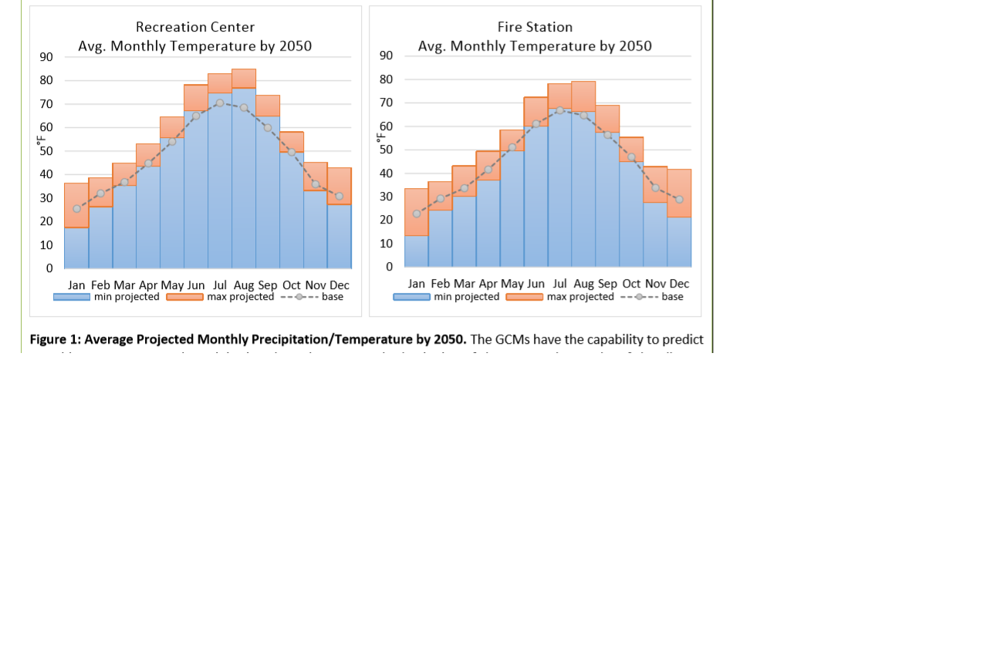 Recreation Center
Avg. Monthly Temperature by 2050
90
80
70
60
50
40
30
20
10
0
°F
Jan Feb Mar Apr May Jun Jul Aug Sep Oct Nov Dec
min projected max projected base
Fire Station
Avg. Monthly Temperature by 2050
90
80
70
60
50
40
30
20
10
0
°F
Jan Feb Mar Apr May Jun Jul Aug Sep Oct Nov Dec
min projected max projected base
Figure 1: Average Projected Monthly Precipitation/Temperature by 2050. The GCMs have the capability to predict